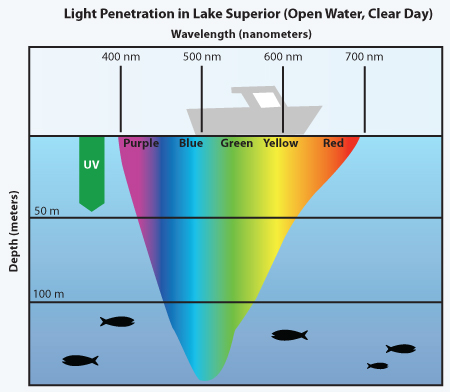 Light Penetration in Lake Superior (Open Water, Clear Day)
Wavelength (nanometers)
400 nm 500 nm 600 nm 700 nm
Purple Blue Green Yellow Red
UV
50 m
100 m
Depth (meters)